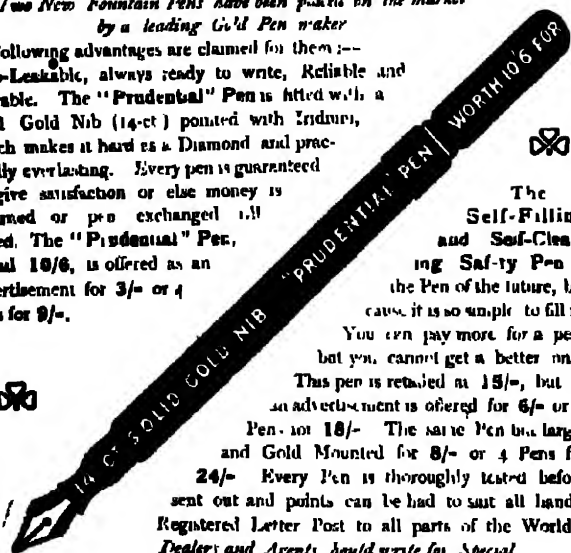 Two New Fountain Pens have been placed on the market
by a leading Gold Pen maker
following advantages are claimed for them :--
-Leakable, always ready to write, Reliable and
able. The "Prudential" Pen is fitted with a
Gold Nib (14-ct) pointed with Iridium,
ch makes it hard as a Diamond and prac-
lly everlasting. Every pen is guaranteed
give satisfaction or else money is
rned or pen exchanged till
ed. The "Prudential" Pen,
10/6, is offered as an
ertisement for 3/- or 4
s for 9/-.
14 CT SOLID GOLD NIB "PRUDENTIAL" PEN WORTH 10'6 FOR
The
Self-Fillin
and Self-Clea
ing Saf-ty Pen
the Pen of the future, b
cause it is so simple to fill
You can pay more for a pe
but you cannot get a better on
This pen is retailed at 15/-, but
an advertisement is offered for 6/- or
Pens for 18/- The same Pen but larg
and Gold Mounted for 8/- or 4 Pens f
24/- Every Pen is thoroughly tested befo
sent out and points can be had to suit all hand
Registered Letter Post to all parts of the World
Dealers and Agents should write for Special